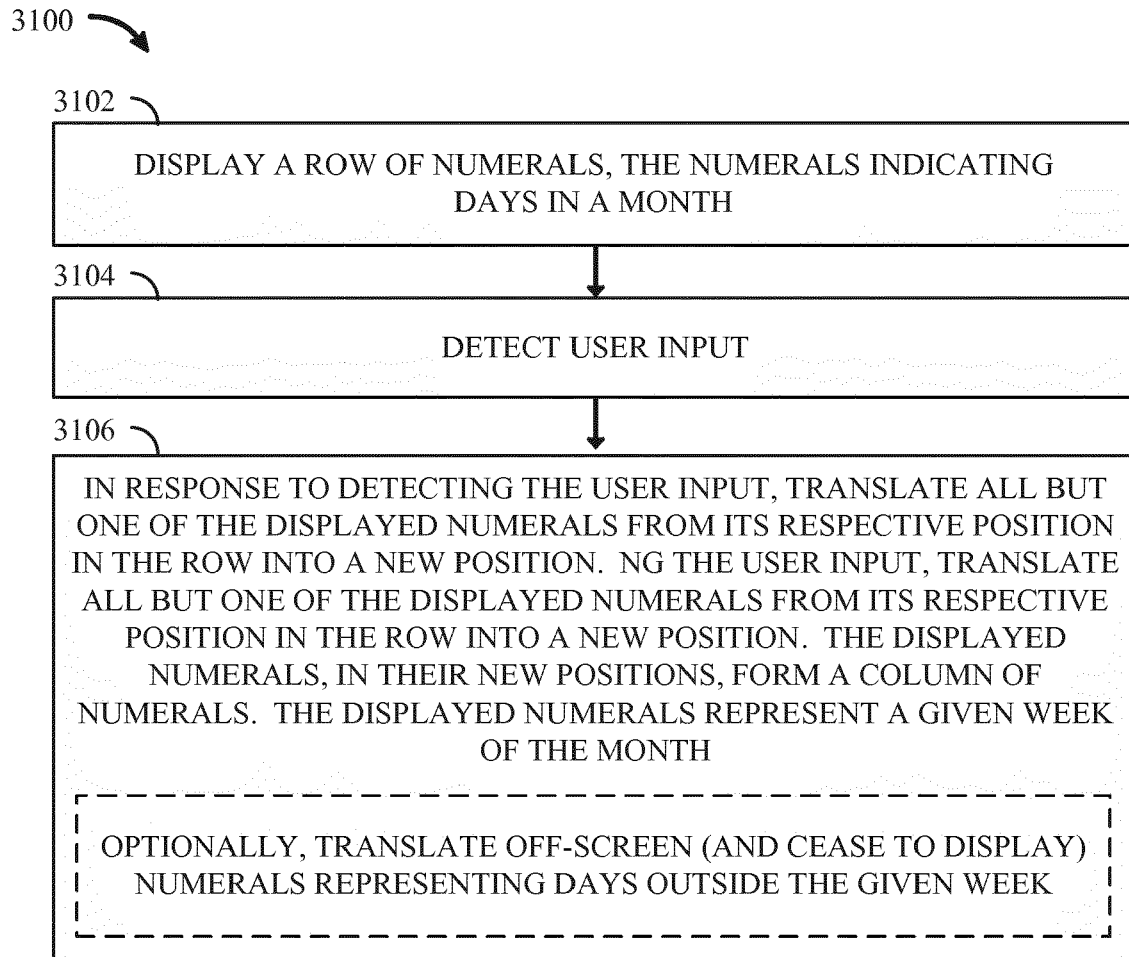 3100
3102
DISPLAY A ROW OF NUMERALS, THE NUMERALS INDICATING
DAYS IN A MONTH
3104
DETECT USER INPUT
3106
IN RESPONSE TO DETECTING THE USER INPUT, TRANSLATE ALL BUT
ONE OF THE DISPLAYED NUMERALS FROM ITS RESPECTIVE POSITION
IN THE ROW INTO A NEW POSITION. NG THE USER INPUT, TRANSLATE
ALL BUT ONE OF THE DISPLAYED NUMERALS FROM ITS RESPECTIVE
POSITION IN THE ROW INTO A NEW POSITION. THE DISPLAYED
NUMERALS, IN THEIR NEW POSITIONS, FORM A COLUMN OF
NUMERALS. THE DISPLAYED NUMERALS REPRESENT A GIVEN WEEK
OF THE MONTH
OPTIONALLY, TRANSLATE OFF-SCREEN (AND CEASE TO DISPLAY)
NUMERALS REPRESENTING DAYS OUTSIDE THE GIVEN WEEK